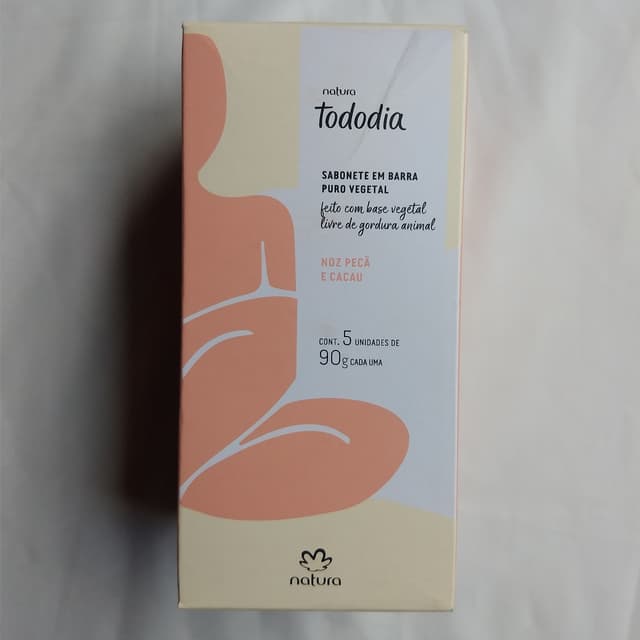 natura
Tododia
SABONETE EM BARRA
PURO VEGETAL
feito com base vegetal
livre de gordura animal
NOZ PECÃ
E CACAU
CONT. 5 UNIDADES DE
90g CADA UMA
natura